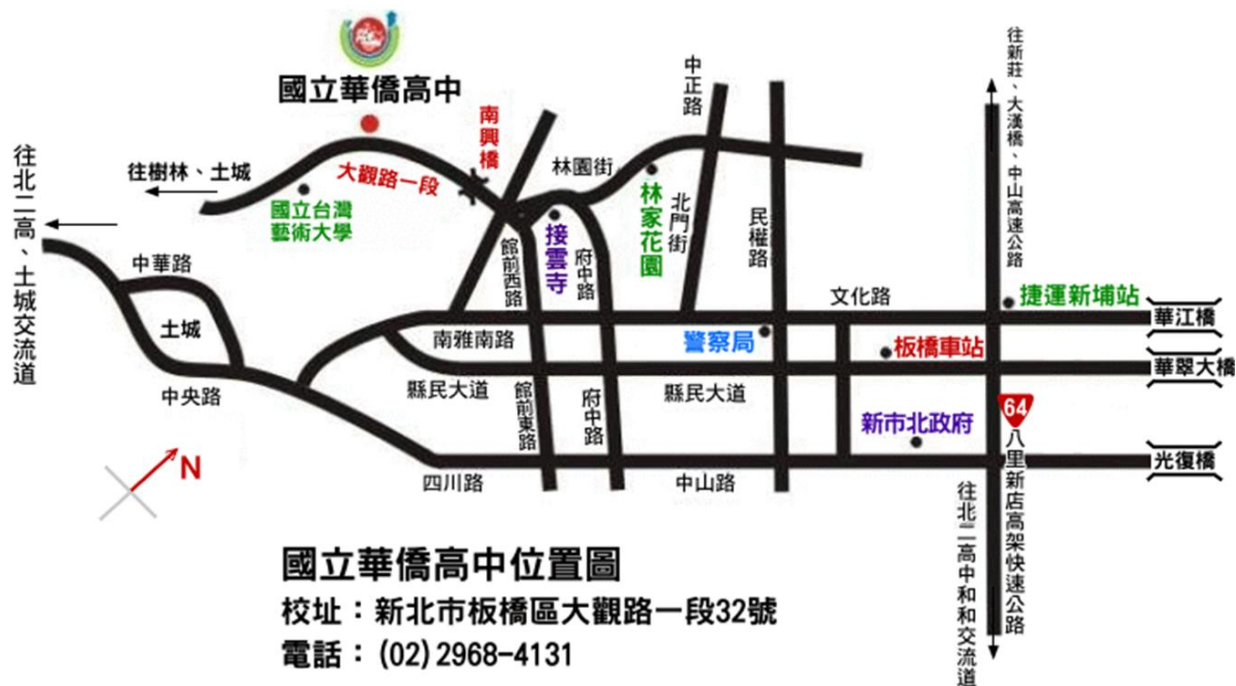 國立華僑高中
南興橋
中正路
往新莊、大漢橋、中山高速公路
往北二高、土城交流道
往樹林、土城
大觀路一段
林園街
國立台灣
藝術大學
接雲寺
林家花園
北門街
民權路
館前西路
府中路
中華路
土城
文化路
捷運新埔站
華江橋
南雅南路
警察局
板橋車站
華翠大橋
中央路
縣民大道
館前東路
府中路
縣民大道
新市北政府
64
八里新店高架快速公路
N
四川路
中山路
光復橋
往北二高中和和交流道
國立華僑高中位置圖
校址：新北市板橋區大觀路一段32號
電話：(02)2968-4131